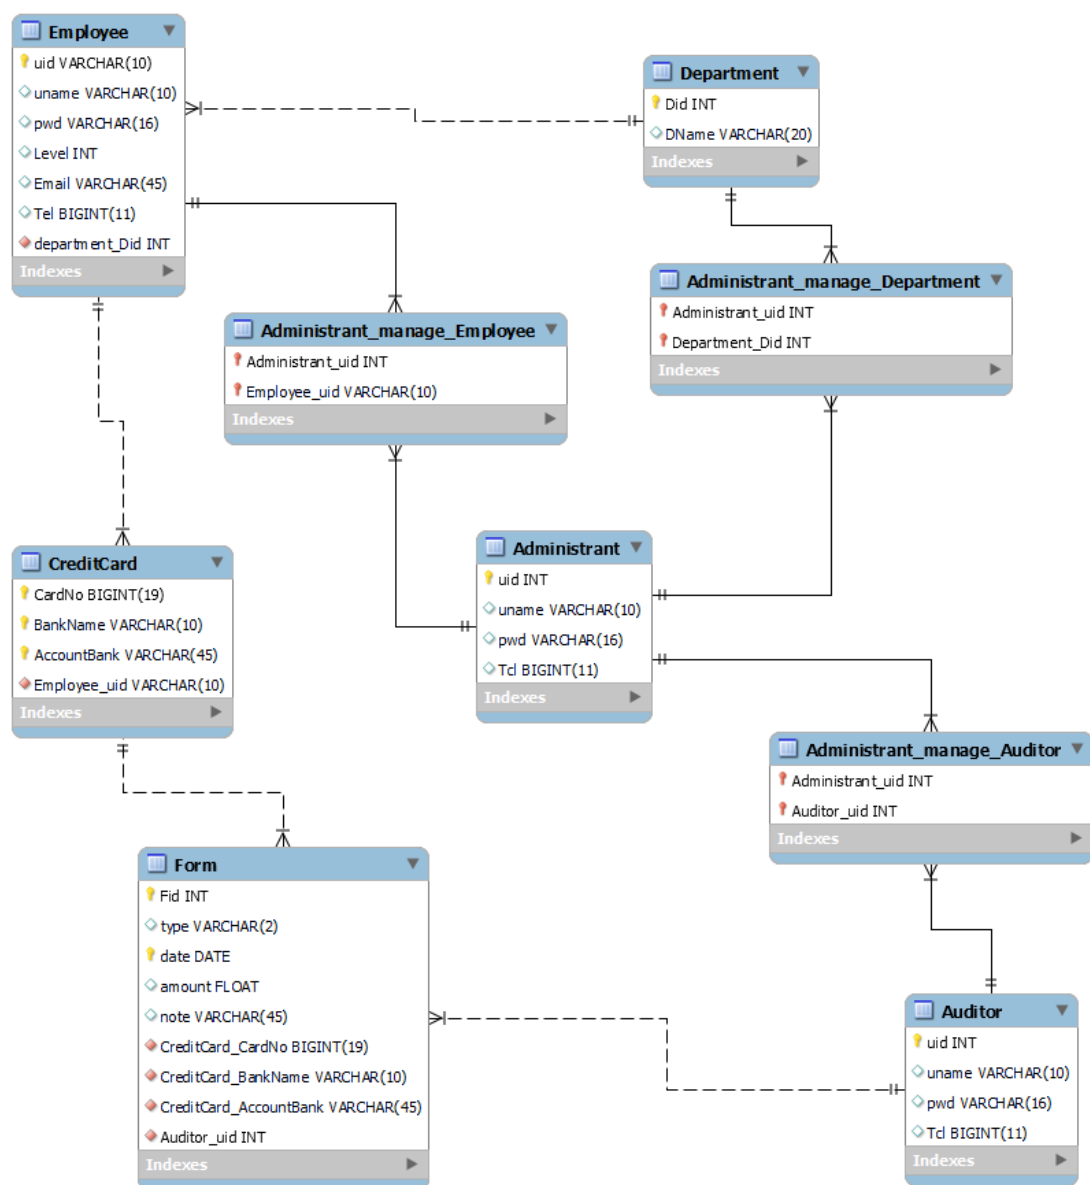 Employee
uid VARCHAR(10)
uname VARCHAR(10)
pwd VARCHAR(16)
Level INT
Email VARCHAR(45)
Tel BIGINT(11)
department_Did INT
Indexes
Department
Did INT
DName VARCHAR(20)
Indexes
Administrant_manage_Department
Administrant_uid INT
Department_Did INT
Indexes
Administrant_manage_Employee
Administrant_uid INT
Employee_uid VARCHAR(10)
Indexes
Administrant
uid INT
uname VARCHAR(10)
pwd VARCHAR(16)
Tcl BIGINT(11)
Indexes
CreditCard
CardNo BIGINT(19)
BankName VARCHAR(10)
AccountBank VARCHAR(45)
Employee_uid VARCHAR(10)
Indexes
Administrant_manage_Auditor
Administrant_uid INT
Auditor_uid INT
Indexes
Form
Fid INT
type VARCHAR(2)
date DATE
amount FLOAT
note VARCHAR(45)
CreditCard_CardNo BIGINT(19)
CreditCard_BankName VARCHAR(10)
CreditCard_AccountBank VARCHAR(45)
Auditor_uid INT
Indexes
Auditor
uid INT
uname VARCHAR(10)
pwd VARCHAR(16)
Tcl BIGINT(11)
Indexes